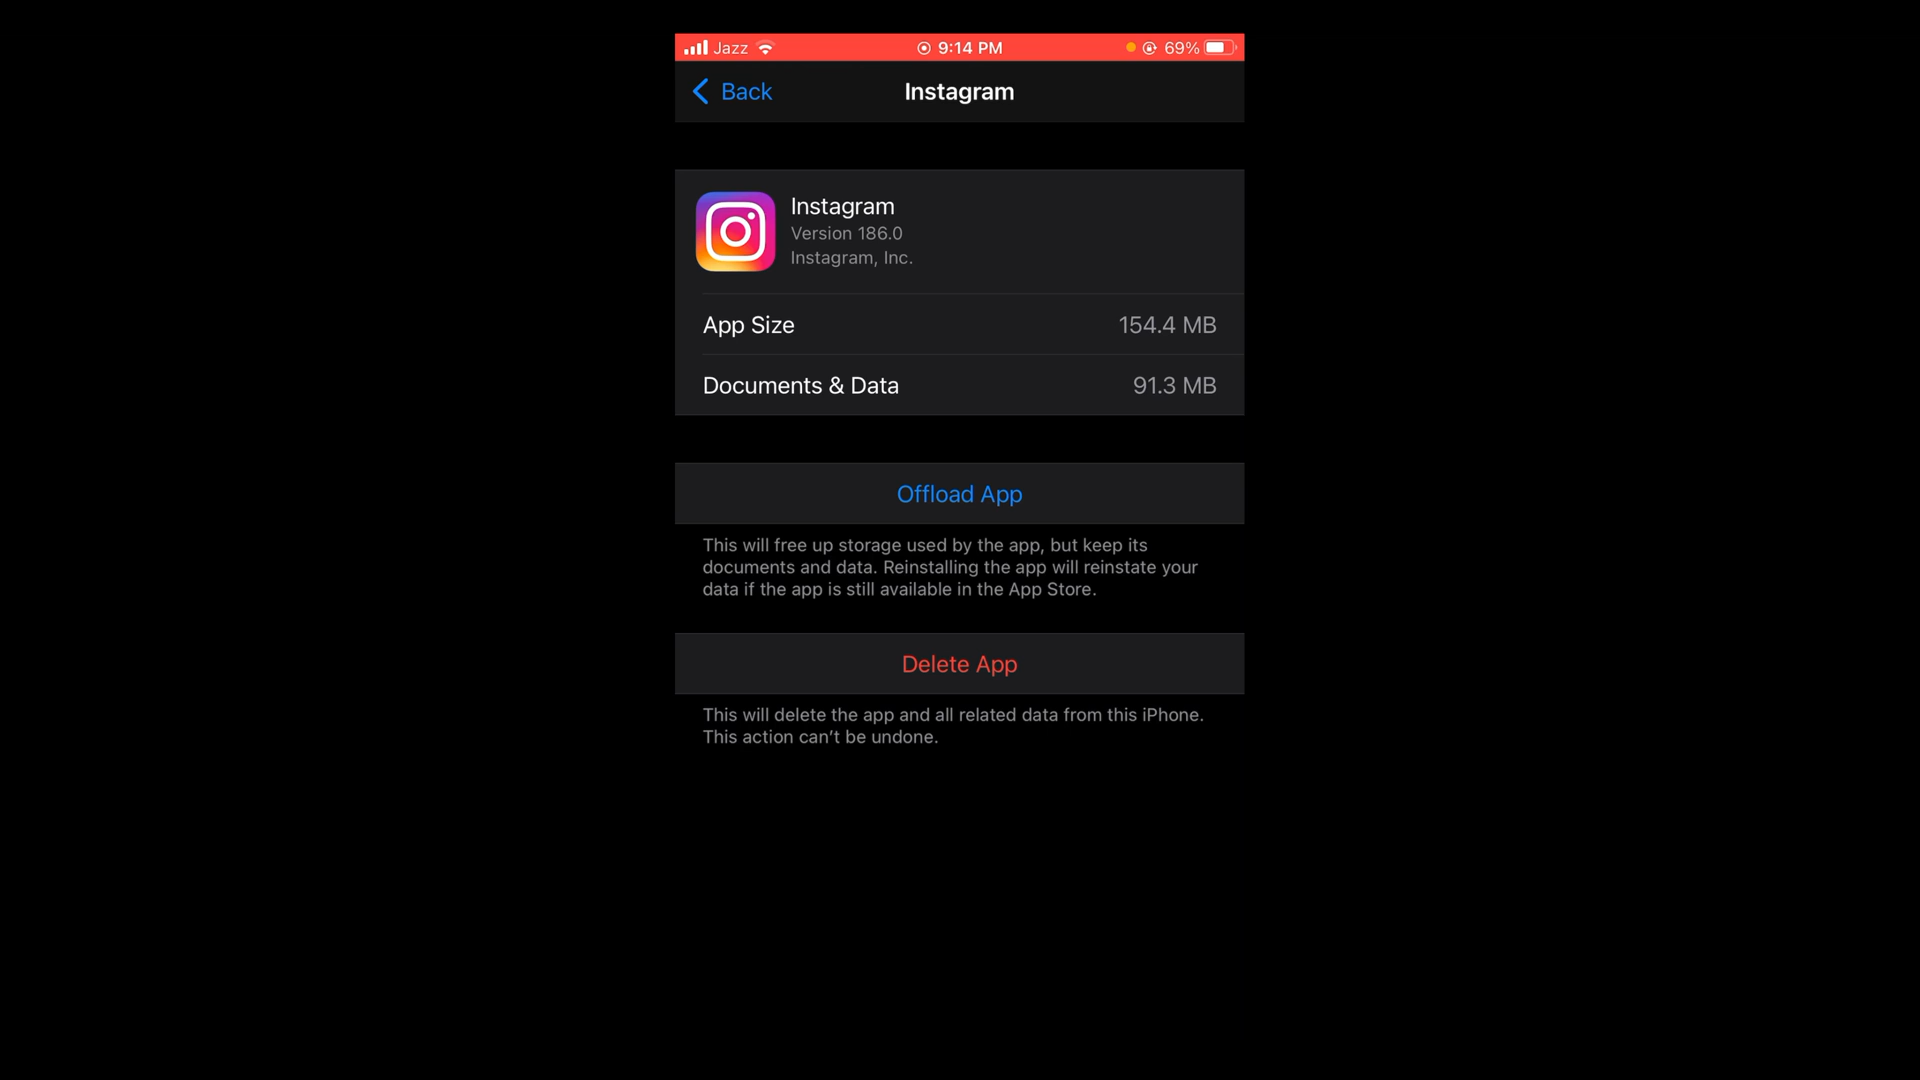 Jazz 9:14 PM 69%
Back Instagram
Instagram
Version 186.0
Instagram, Inc.
App Size 154.4 MB
Documents & Data 91.3 MB
Offload App
This will free up storage used by the app, but keep its
documents and data. Reinstalling the app will reinstate your
data if the app is still available in the App Store.
Delete App
This will delete the app and all related data from this iPhone.
This action can’t be undone.